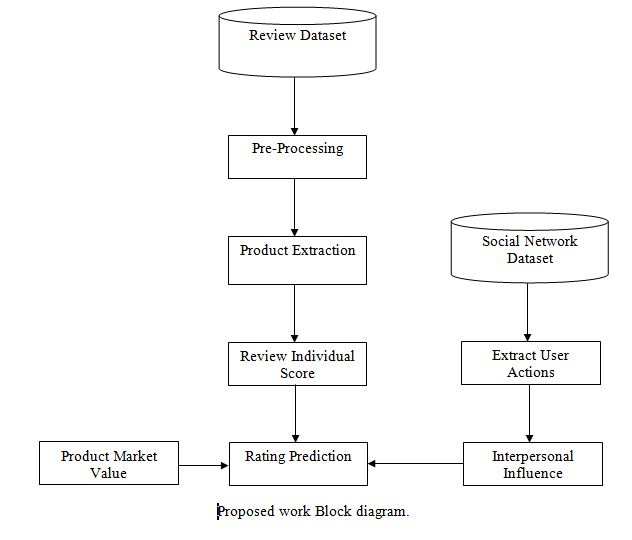 Review Dataset
Pre-Processing
Product Extraction
Social Network
Dataset
Review Individual
Score
Extract User
Actions
Product Market
Value
Rating Prediction
Interpersonal
Influence
Proposed work Block diagram.